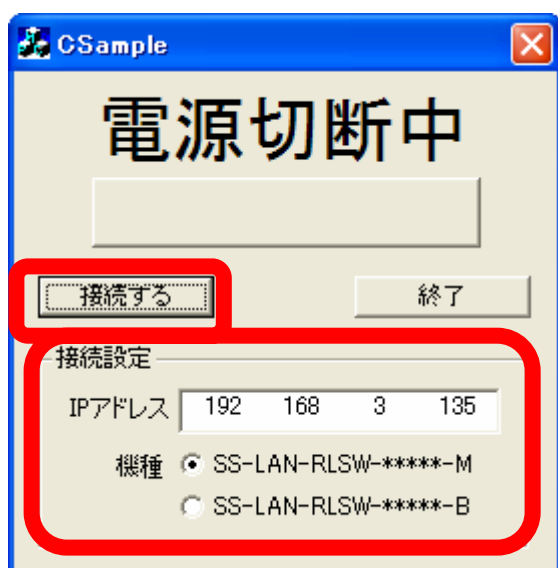 CSample
電源切断中
接続する 終了
接続設定
IPアドレス 192 168 3 135
機種 SS-LAN-RLSW-*****-M
SS-LAN-RLSW-*****-B